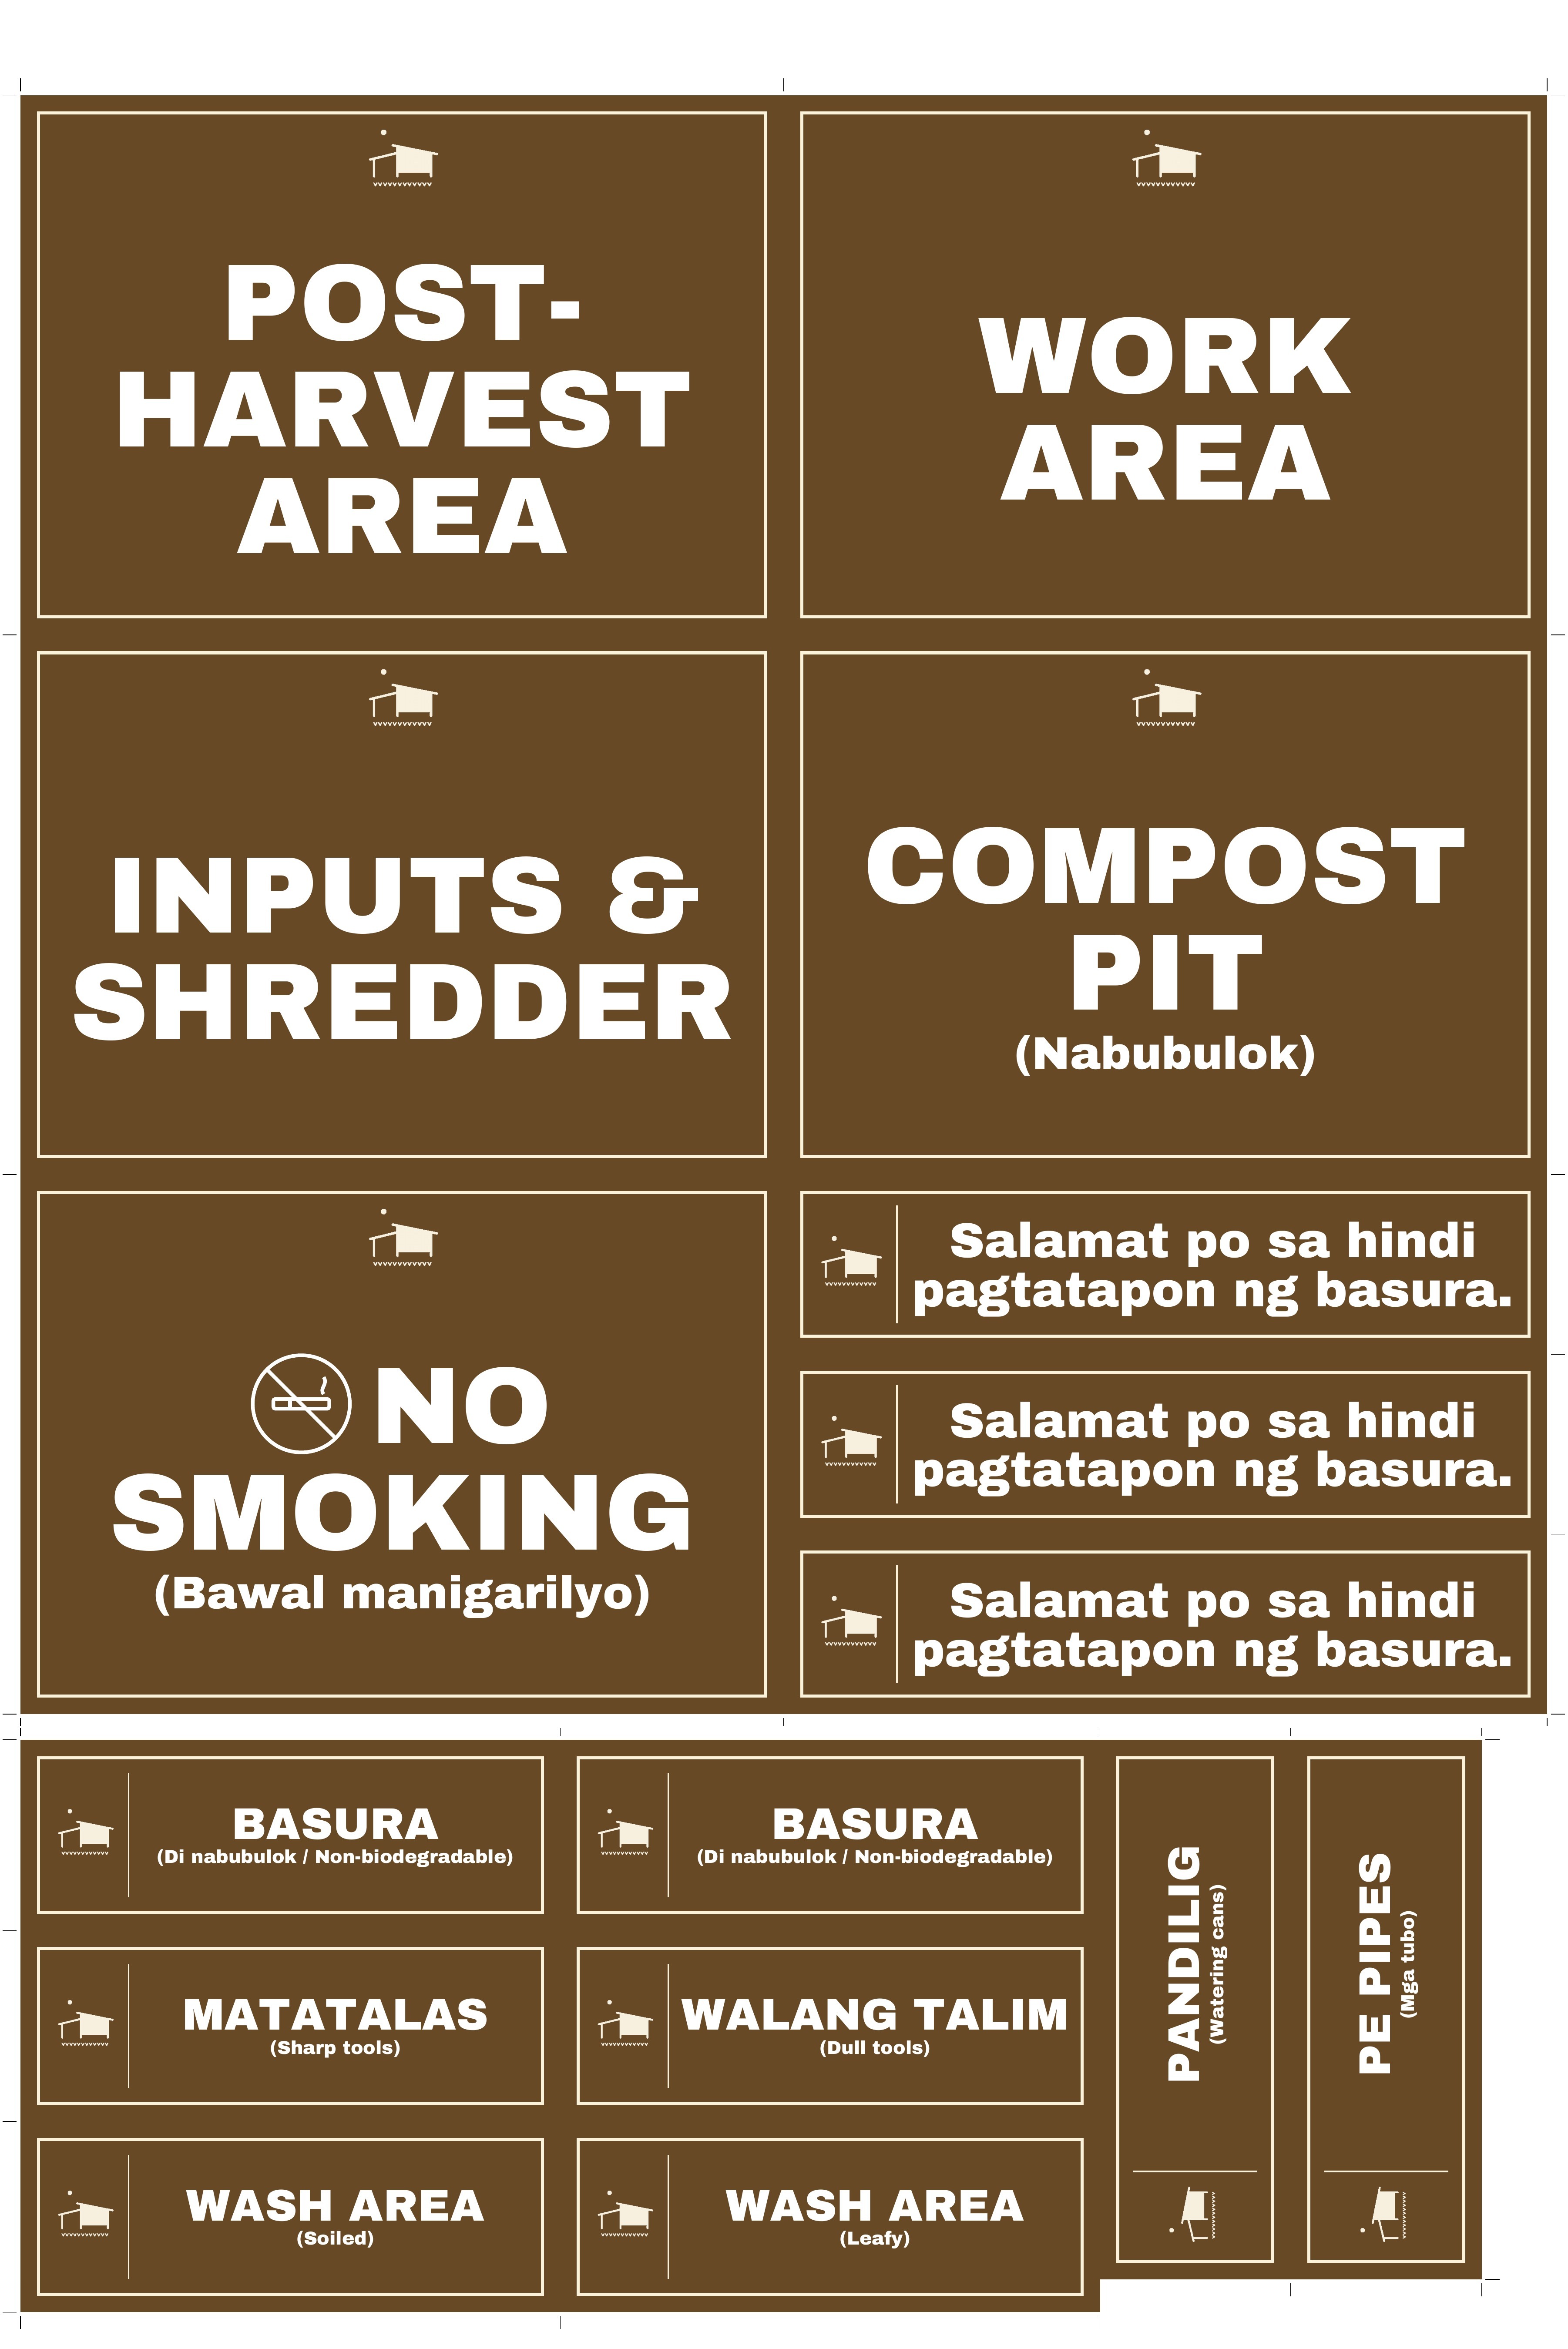 POST-
HARVEST
AREA
WORK
AREA
INPUTS &
SHREDDER
COMPOST
PIT
(Nabubulok)
NO
SMOKING
(Bawal manigarilyo)
Salamat po sa hindi
pagtatapon ng basura.
Salamat po sa hindi
pagtatapon ng basura.
Salamat po sa hindi
pagtatapon ng basura.
BASURA
(Di nabubulok / Non-biodegradable)
BASURA
(Di nabubulok / Non-biodegradable)
MATATALAS
(Sharp tools)
WALANG TALIM
(Dull tools)
WASH AREA
(Soiled)
WASH AREA
(Leafy)
PANDILIG
(Watering cans)
PE PIPES
(Mga tubo)